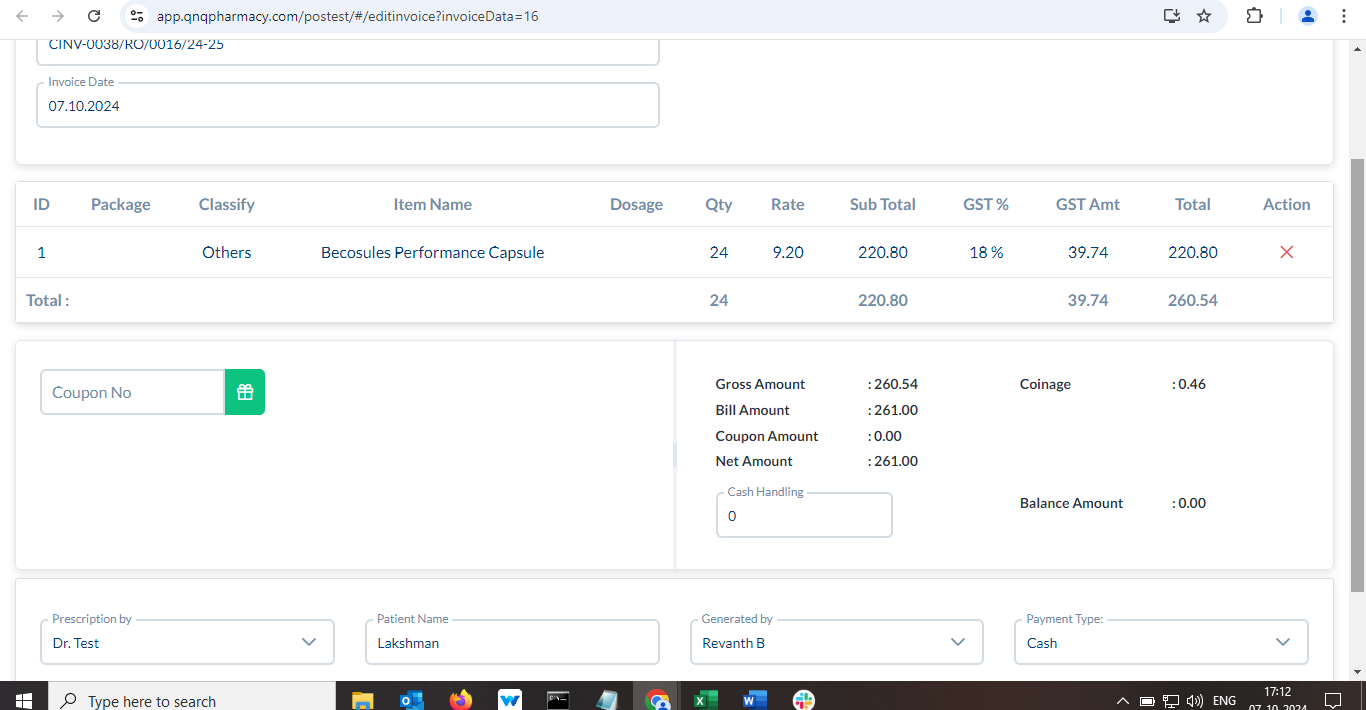 app.qnqpharmacy.com/postest/#/editinvoice?invoiceData=16
CINV-0038/RO/0016/24-25
Invoice Date
07.10.2024
ID Package Classify Item Name Dosage Qty Rate Sub Total GST % GST Amt Total Action
1 Others Becosules Performance Capsule 24 9.20 220.80 18 % 39.74 220.80
Total : 24 220.80 39.74 260.54
Coupon No
Gross Amount : 260.54 Coinage : 0.46
Bill Amount : 261.00
Coupon Amount : 0.00
Net Amount : 261.00
Cash Handling
0
Balance Amount : 0.00
Prescription by Patient Name Generated by Payment Type:
Dr. Test Lakshman Revanth B Cash
Type here to search
ENG
17:12
07-10-2024